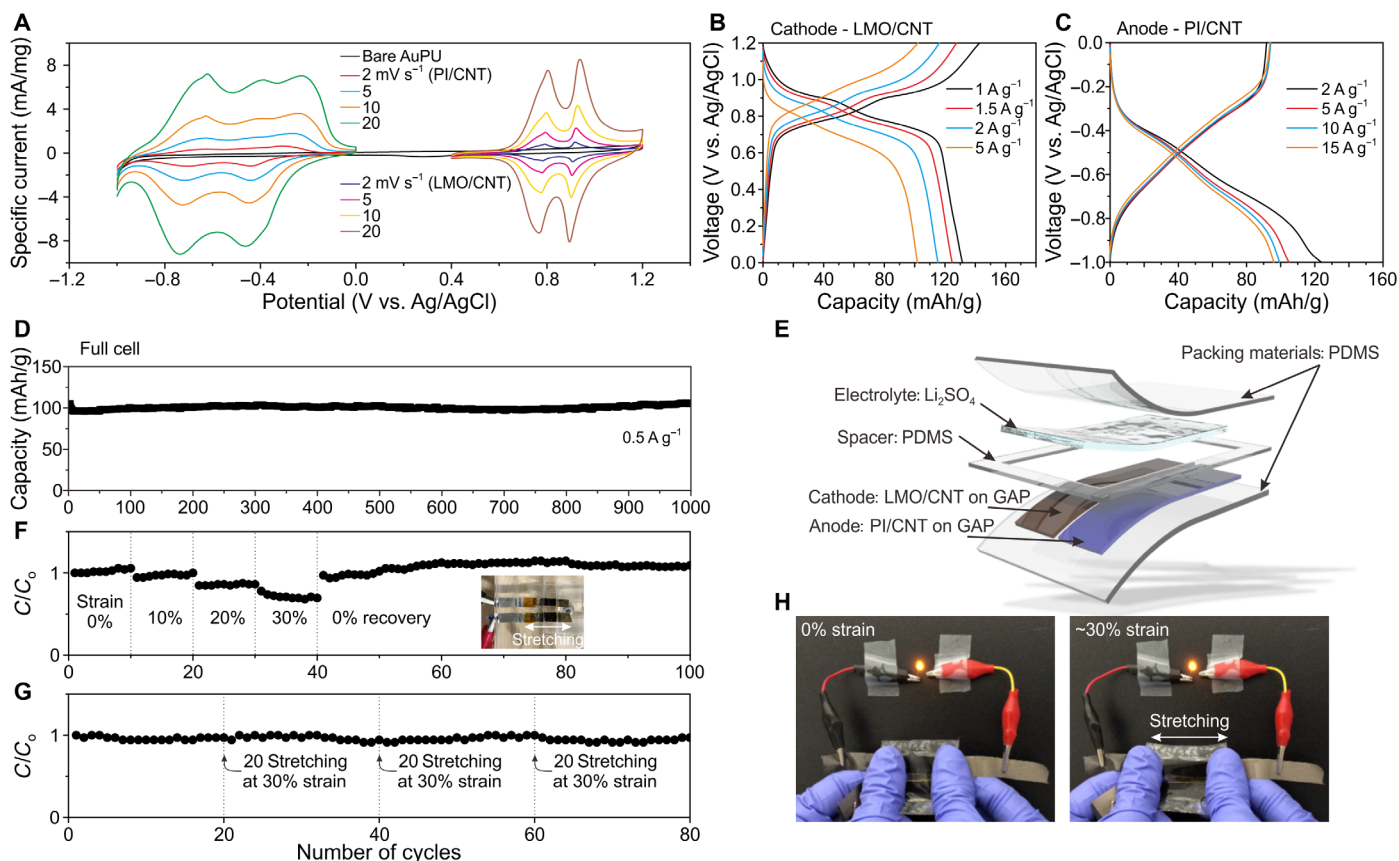 A
Specific current (mA/mg)
8
4
0
−4
−8
−1.2
−0.8
−0.4
0.0
0.4
0.8
1.2
Potential (V vs. Ag/AgCl)
Bare AuPU
2 mV s⁻¹ (PI/CNT)
5
10
20
2 mV s⁻¹ (LMO/CNT)
5
10
20
B
Cathode - LMO/CNT
Voltage (V vs. Ag/AgCl)
1.2
1.0
0.8
0.6
0.4
0.2
0.0
0
40
80
120
160
Capacity (mAh/g)
1 A g⁻¹
1.5 A g⁻¹
2 A g⁻¹
5 A g⁻¹
C
Anode - PI/CNT
Voltage (V vs. Ag/AgCl)
0.0
−0.2
−0.4
−0.6
−0.8
−1.0
0
40
80
120
160
Capacity (mAh/g)
2 A g⁻¹
5 A g⁻¹
10 A g⁻¹
15 A g⁻¹
D
Full cell
Capacity (mAh/g)
150
100
50
0
0.5 A g⁻¹
0
100
200
300
400
500
600
700
800
900
1000
E
Packing materials: PDMS
Electrolyte: Li₂SO₄
Spacer: PDMS
Cathode: LMO/CNT on GAP
Anode: PI/CNT on GAP
F
C/Cₒ
1
0
Strain
0%
10%
20%
30%
0% recovery
Stretching
0
20
40
60
80
100
G
C/Cₒ
1
0
20 Stretching
at 30% strain
20 Stretching
at 30% strain
20 Stretching
at 30% strain
0
20
40
60
80
Number of cycles
H
0% strain
~30% strain
Stretching